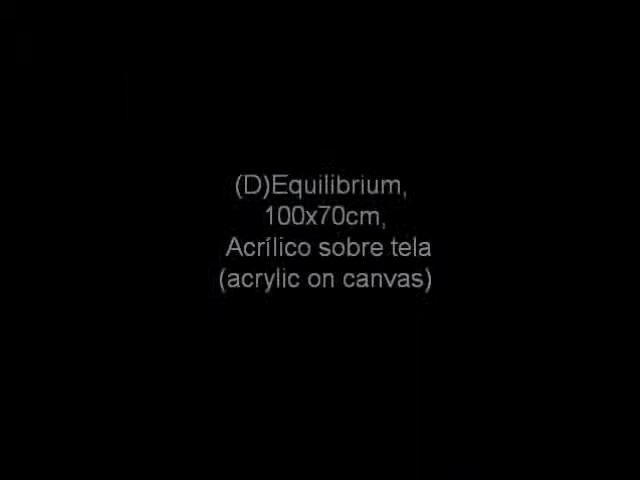 (D)Equilibrium,
100x70cm,
Acrílico sobre tela
(acrylic on canvas)